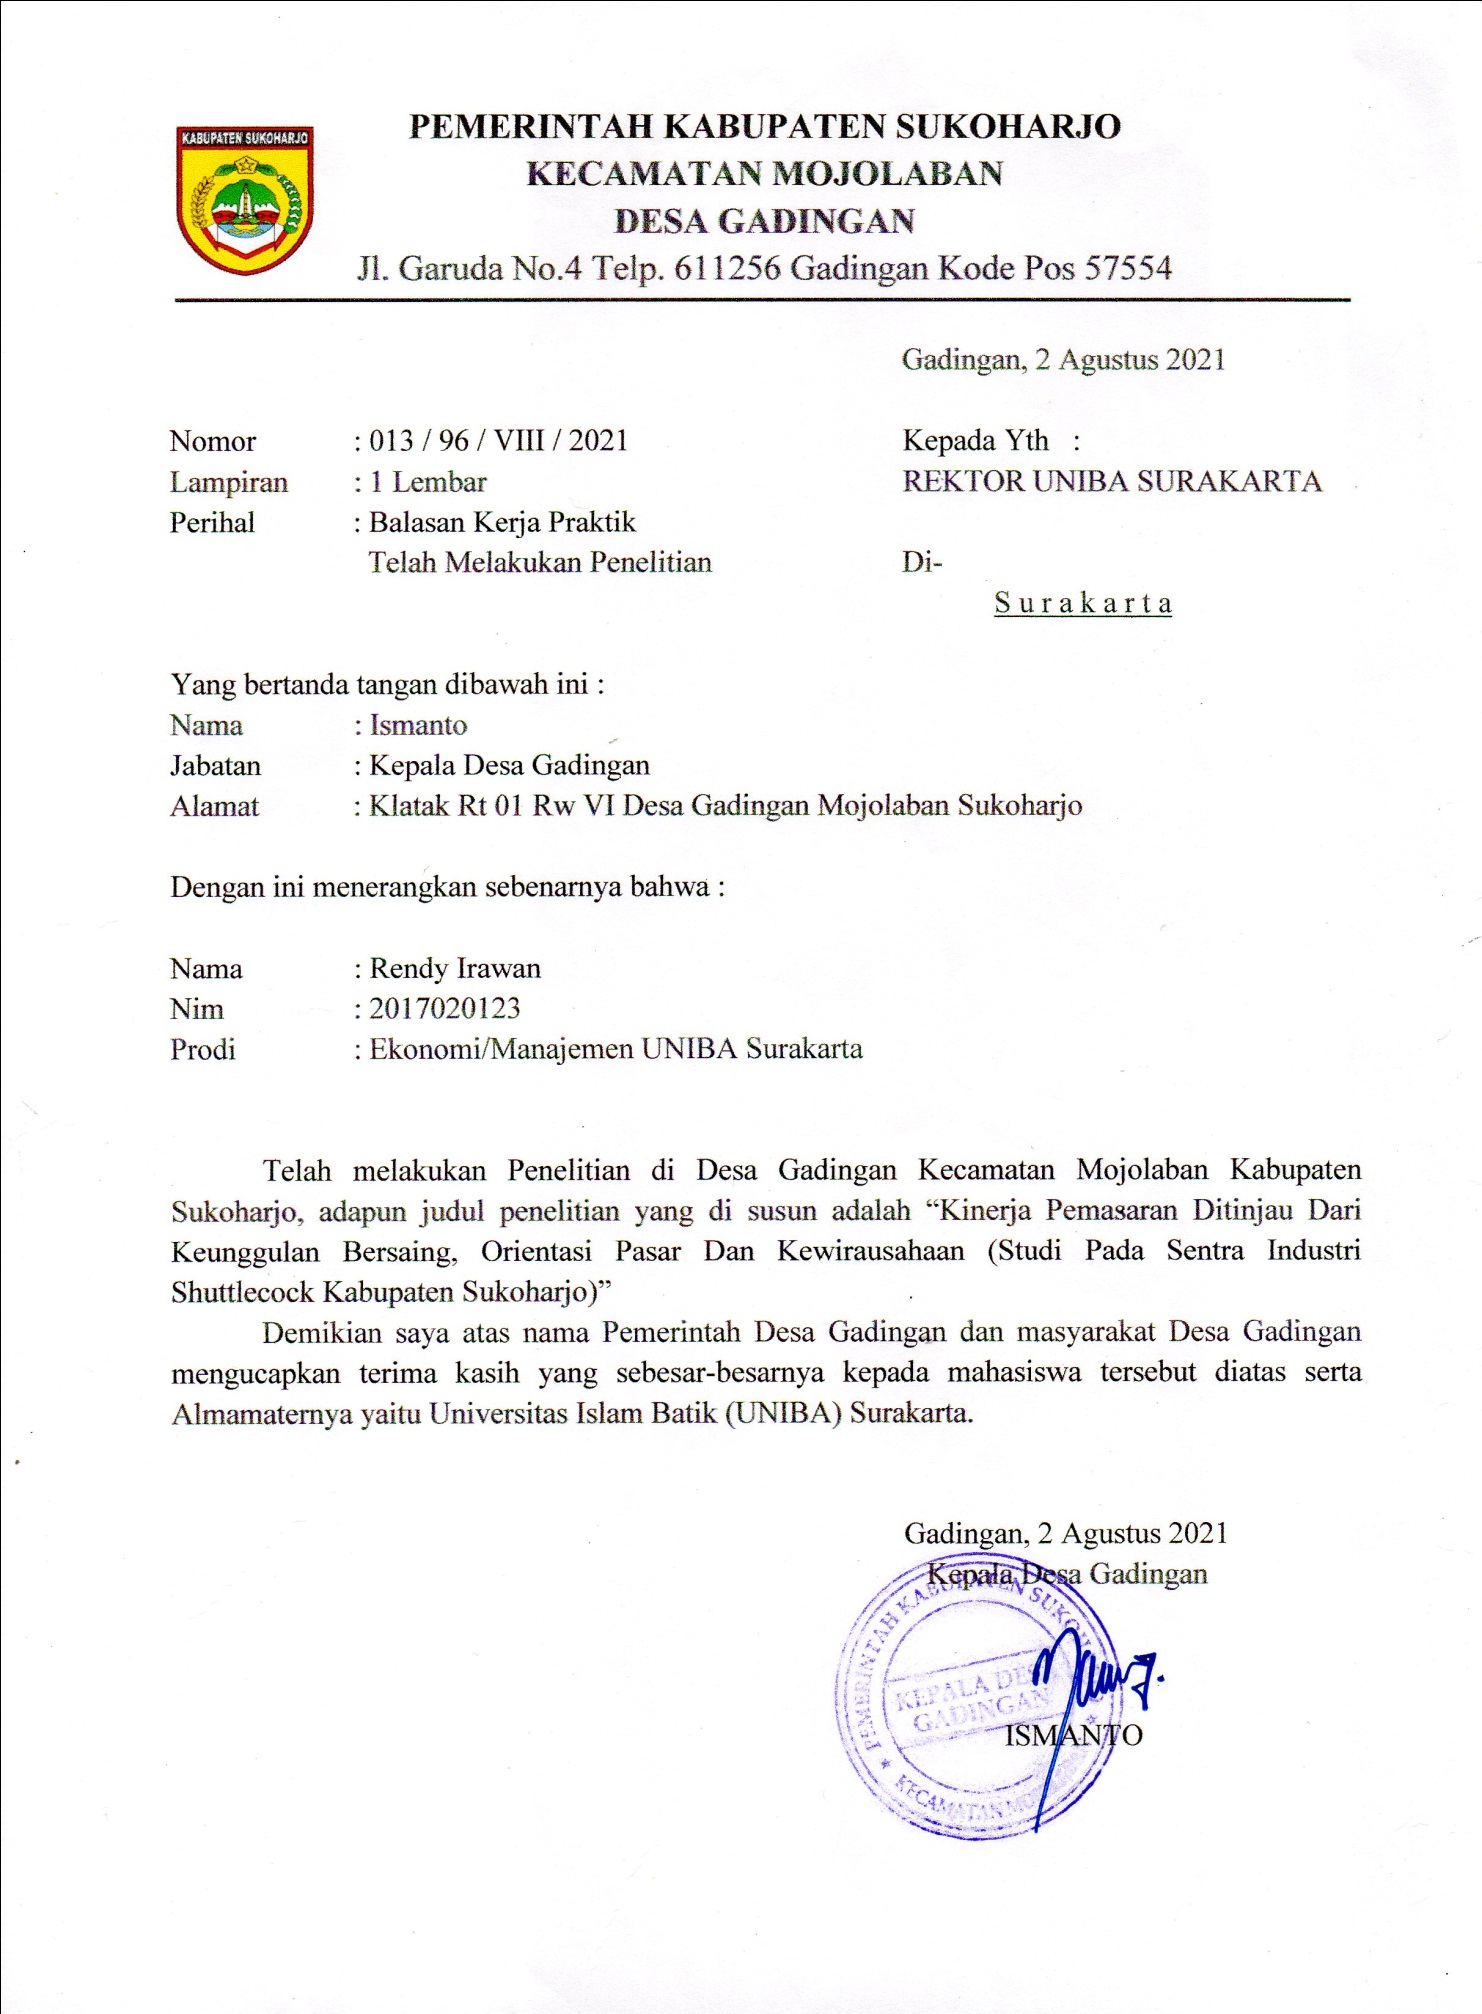 KABUPATEN SUKOHARJO
PEMERINTAH KABUPATEN SUKOHARJO
KECAMATAN MOJOLABAN
DESA GADINGAN
Jl. Garuda No.4 Telp. 611256 Gadingan Kode Pos 57554
Gadingan, 2 Agustus 2021
Nomor : 013 / 96 / VIII / 2021
Lampiran : 1 Lembar
Perihal : Balasan Kerja Praktik
Telah Melakukan Penelitian
Kepada Yth :
REKTOR UNIBA SURAKARTA
Di-
S u r a k a r t a
Yang bertanda tangan dibawah ini :
Nama : Ismanto
Jabatan : Kepala Desa Gadingan
Alamat : Klatak Rt 01 Rw VI Desa Gadingan Mojolaban Sukoharjo
Dengan ini menerangkan sebenarnya bahwa :
Nama : Rendy Irawan
Nim : 2017020123
Prodi : Ekonomi/Manajemen UNIBA Surakarta
Telah melakukan Penelitian di Desa Gadingan Kecamatan Mojolaban Kabupaten
Sukoharjo, adapun judul penelitian yang di susun adalah “Kinerja Pemasaran Ditinjau Dari
Keunggulan Bersaing, Orientasi Pasar Dan Kewirausahaan (Studi Pada Sentra Industri
Shuttlecock Kabupaten Sukoharjo)”
Demikian saya atas nama Pemerintah Desa Gadingan dan masyarakat Desa Gadingan
mengucapkan terima kasih yang sebesar-besarnya kepada mahasiswa tersebut diatas serta
Almamaternya yaitu Universitas Islam Batik (UNIBA) Surakarta.
Gadingan, 2 Agustus 2021
Kepala Desa Gadingan
PEMERINTAH KABUPATEN
KEPALA DESA
GADINGAN
KECAMATAN
ISMANTO